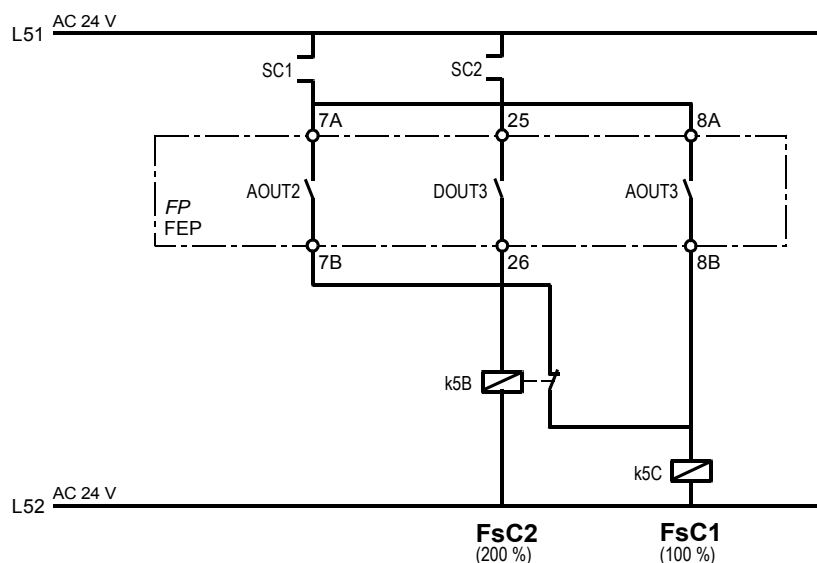 AC 24 V
L51
SC1
SC2
7A
25
8A
AOUT2
DOUT3
AOUT3
FP
FEP
7B
26
8B
k5B
k5C
AC 24 V
L52
FsC2
FsC1
(200 %)
(100 %)